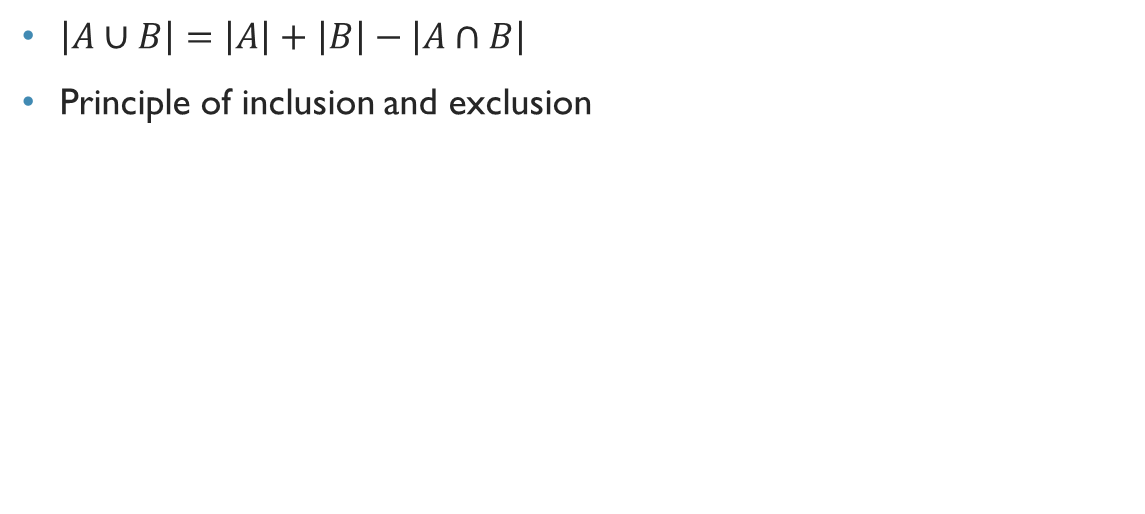 • |A ∪ B| = |A| + |B| − |A ∩ B|
• Principle of inclusion and exclusion